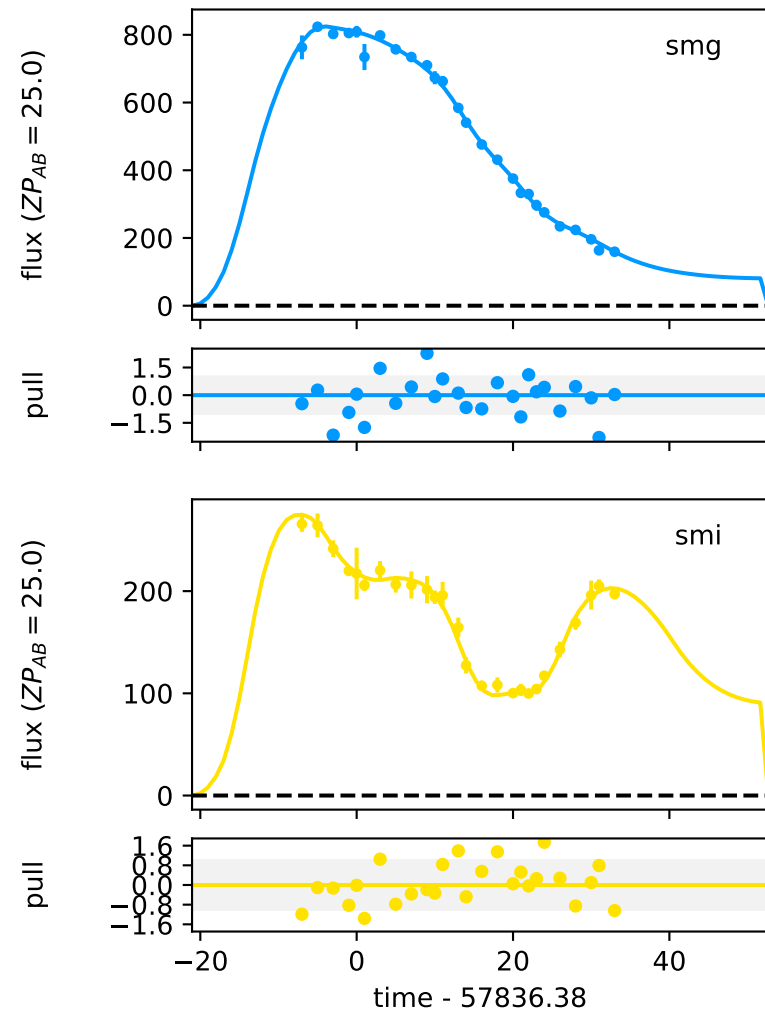 smg
flux (ZP_AB = 25.0)
800
600
400
200
0
pull
1.5
0.0
−1.5
smi
flux (ZP_AB = 25.0)
200
100
0
pull
1.6
0.8
0.0
−0.8
−1.6
−20 0 20 40
time - 57836.38